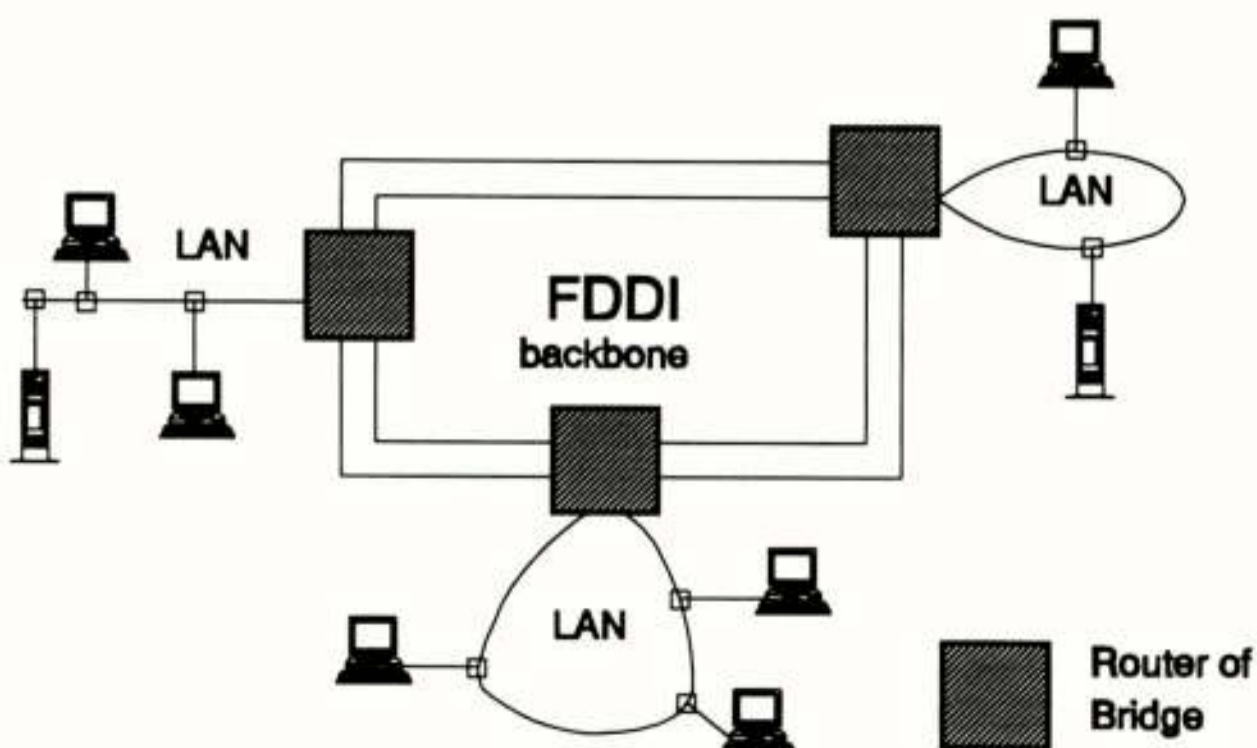 LAN
LAN
FDDI
backbone
LAN
Router of
Bridge